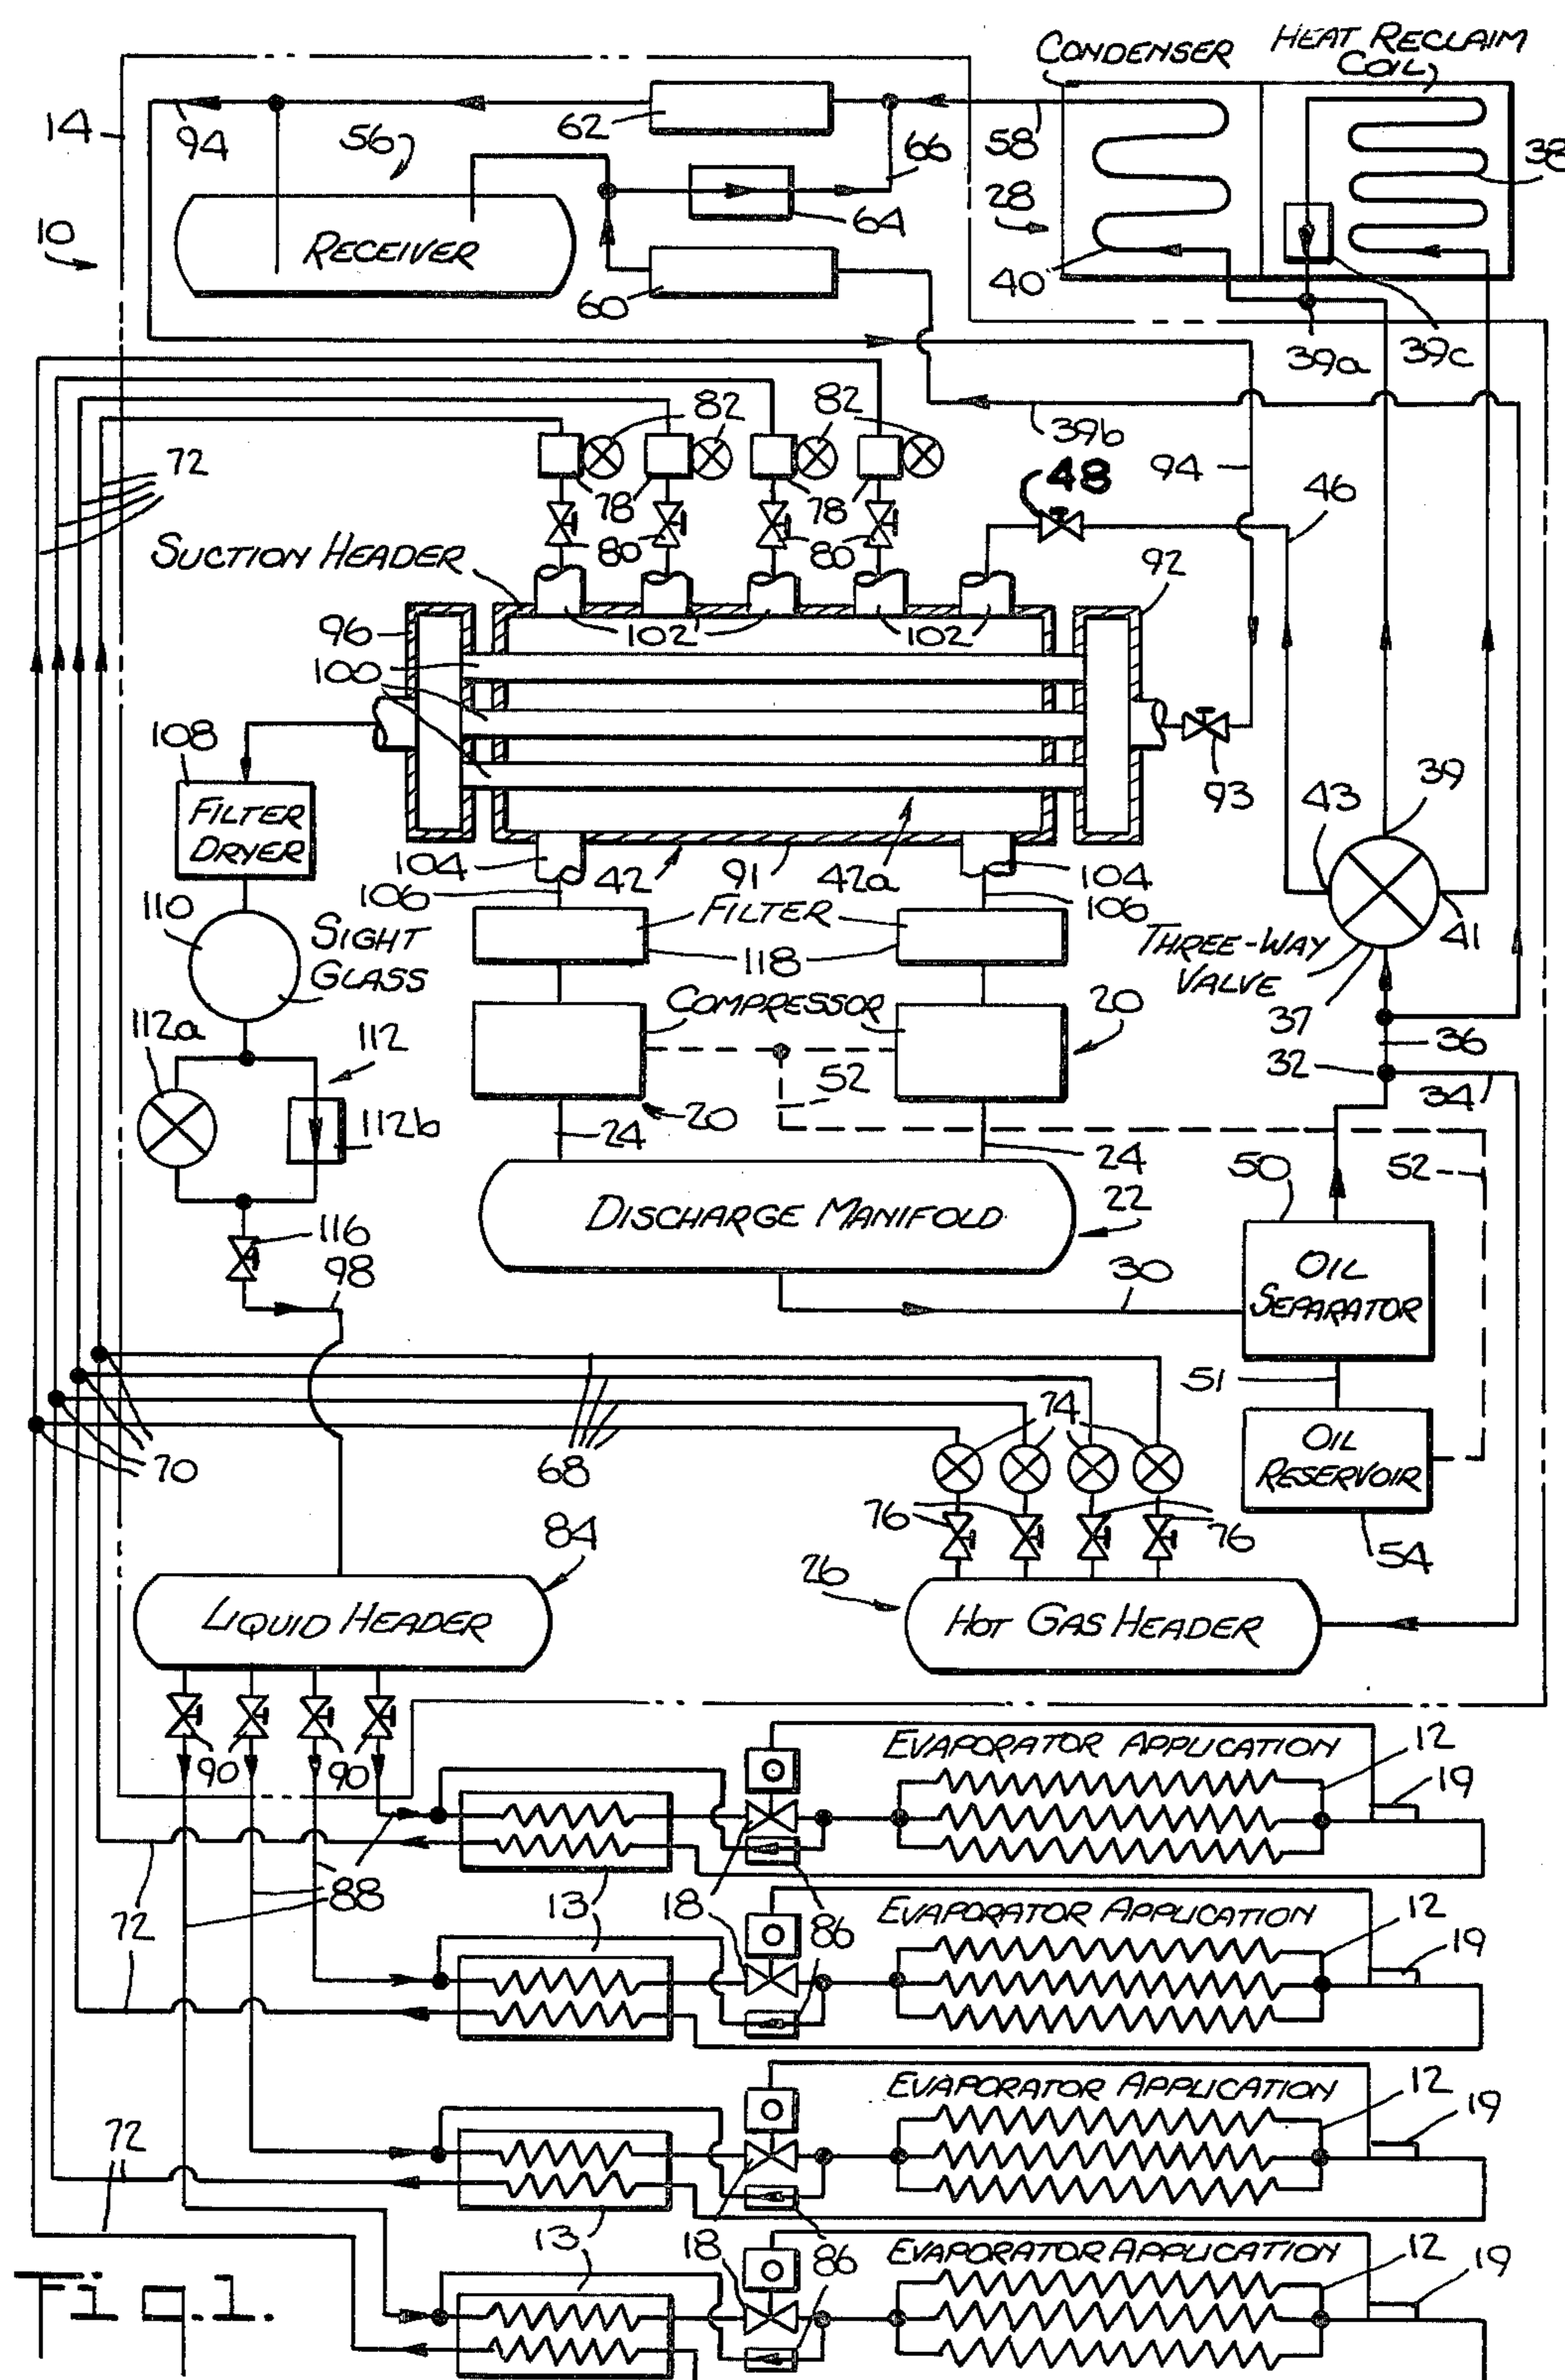 CONDENSER
HEAT RECLAIM
COIL
14
94
56
62
58
66
38
10
RECEIVER
64
28
60
40
39a
39c
82
82
39b
72
78
78
48
94
46
80
80
SUCTION HEADER
92
96
102
102
100
108
93
43
39
FILTER
DRYER
104
42
91
42a
104
106
106
41
110
SIGHT
GLASS
FILTER
118
THREE-WAY
VALVE
37
112a
112
COMPRESSOR
20
36
52
32
34
112b
20
24
24
50
52
DISCHARGE MANIFOLD
22
116
98
30
OIL
SEPARATOR
51
74
70
68
OIL
RESERVOIR
76
76
84
54
26
LIQUID HEADER
HOT GAS HEADER
90
90
EVAPORATOR APPLICATION
12
19
88
72
13
18
86
EVAPORATOR APPLICATION
12
19
EVAPORATOR APPLICATION
12
19
72
13
18
86
EVAPORATOR APPLICATION
12
19
Fig.1.